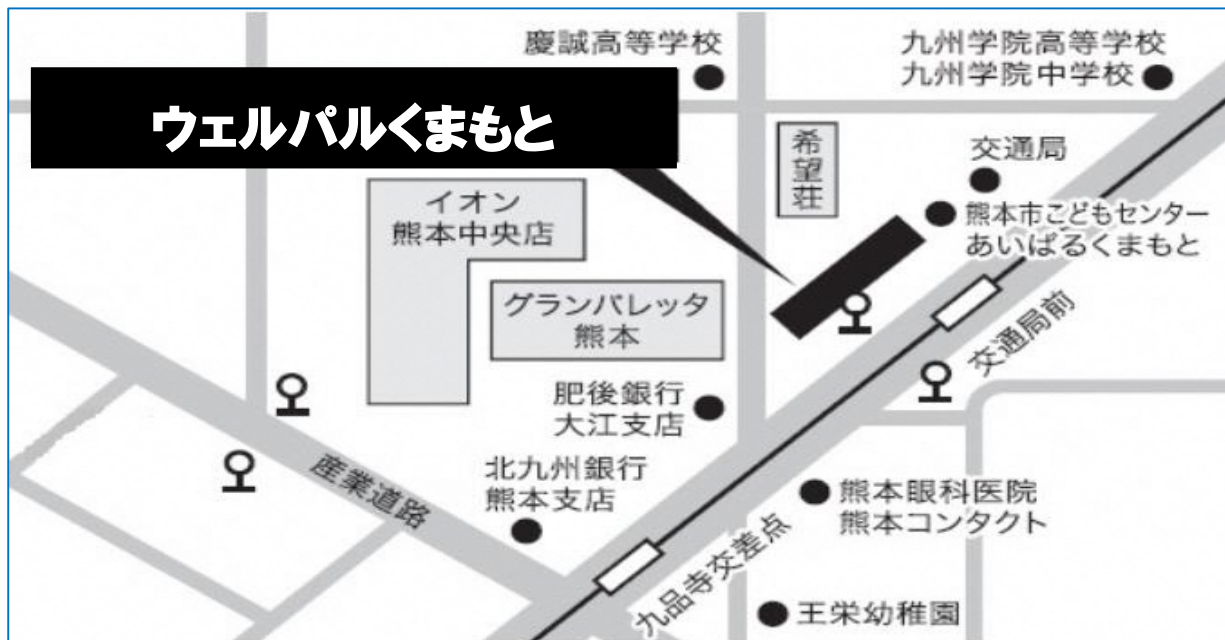 慶誠高等学校
九州学院高等学校
九州学院中学校
ウェルパルくまもと
希望荘
交通局
熊本市こどもセンター
あいぱるくまもと
イオン
熊本中央店
グランパレッタ
熊本
交通局前
肥後銀行
大江支店
産業道路
北九州銀行
熊本支店
熊本眼科医院
熊本コンタクト
九品寺交差点
王栄幼稚園